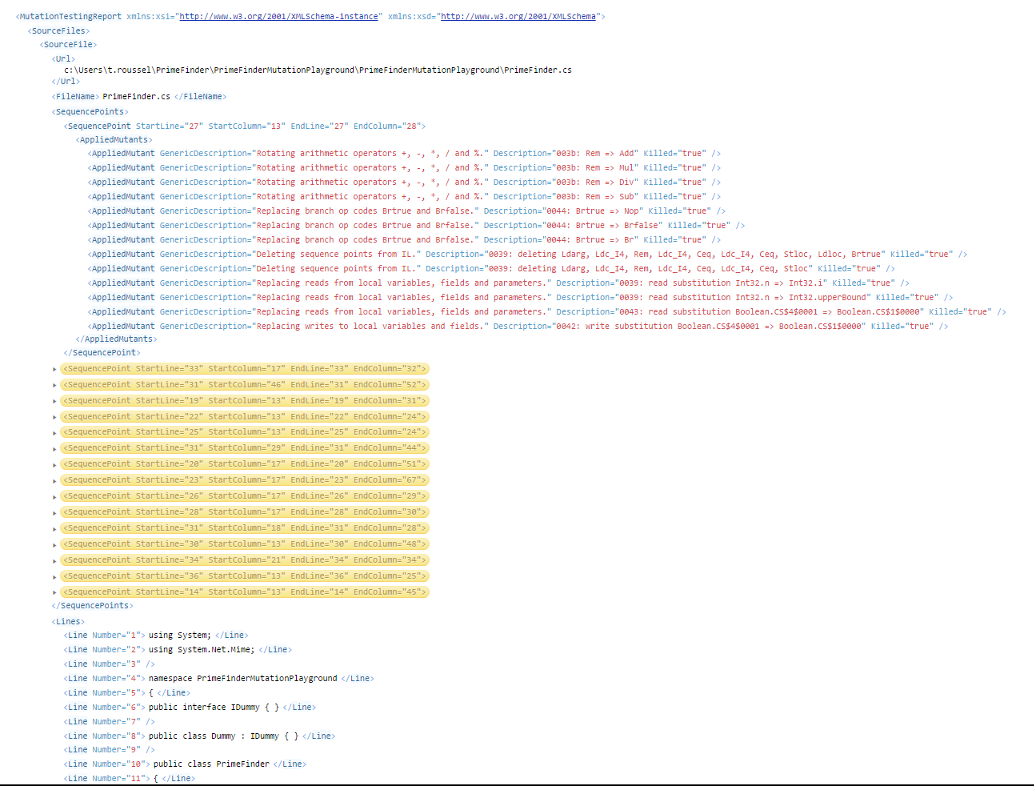 <MutationTestingReport xmlns:xsi="http://www.w3.org/2001/XMLSchema-instance" xmlns:xsd="http://www.w3.org/2001/XMLSchema">
<SourceFiles>
<SourceFile>
<Url>
c:\Users\t.roussel\PrimeFinder\PrimeFinderMutationPlayground\PrimeFinderMutationPlayground\PrimeFinder.cs
</Url>
<FileName> PrimeFinder.cs </FileName>
<SequencePoints>
<SequencePoint StartLine="27" StartColumn="13" EndLine="27" EndColumn="28">
<AppliedMutants>
<AppliedMutant GenericDescription="Rotating arithmetic operators +, -, *, / and %." Description="003b: Rem => Add" Killed="true" />
<AppliedMutant GenericDescription="Rotating arithmetic operators +, -, *, / and %." Description="003b: Rem => Mul" Killed="true" />
<AppliedMutant GenericDescription="Rotating arithmetic operators +, -, *, / and %." Description="003b: Rem => Div" Killed="true" />
<AppliedMutant GenericDescription="Rotating arithmetic operators +, -, *, / and %." Description="003b: Rem => Sub" Killed="true" />
<AppliedMutant GenericDescription="Replacing branch op codes Brtrue and Brfalse." Description="0044: Brtrue => Nop" Killed="true" />
<AppliedMutant GenericDescription="Replacing branch op codes Brtrue and Brfalse." Description="0044: Brtrue => Brfalse" Killed="true" />
<AppliedMutant GenericDescription="Replacing branch op codes Brtrue and Brfalse." Description="0044: Brtrue => Br" Killed="true" />
<AppliedMutant GenericDescription="Deleting sequence points from IL." Description="0039: deleting Ldarg, Ldc_I4, Rem, Ldc_I4, Ceq, Ldc_I4, Ceq, Stloc, Ldloc, Brtrue" Killed="true" />
<AppliedMutant GenericDescription="Deleting sequence points from IL." Description="0039: deleting Ldarg, Ldc_I4, Rem, Ldc_I4, Ceq, Ldc_I4, Ceq, Stloc" Killed="true" />
<AppliedMutant GenericDescription="Replacing reads from local variables, fields and parameters." Description="0039: read substitution Int32.n => Int32.i" Killed="true" />
<AppliedMutant GenericDescription="Replacing reads from local variables, fields and parameters." Description="0039: read substitution Int32.n => Int32.upperBound" Killed="true" />
<AppliedMutant GenericDescription="Replacing reads from local variables, fields and parameters." Description="0043: read substitution Boolean.CS$4$0001 => Boolean.CS$1$0000" Killed="true" />
<AppliedMutant GenericDescription="Replacing writes to local variables and fields." Description="0042: write substitution Boolean.CS$4$0001 => Boolean.CS$1$0000" Killed="true" />
</AppliedMutants>
</SequencePoint>
<SequencePoint StartLine="33" StartColumn="17" EndLine="33" EndColumn="32">
<SequencePoint StartLine="31" StartColumn="46" EndLine="31" EndColumn="52">
<SequencePoint StartLine="19" StartColumn="13" EndLine="19" EndColumn="31">
<SequencePoint StartLine="22" StartColumn="13" EndLine="22" EndColumn="24">
<SequencePoint StartLine="25" StartColumn="13" EndLine="25" EndColumn="24">
<SequencePoint StartLine="31" StartColumn="29" EndLine="31" EndColumn="44">
<SequencePoint StartLine="20" StartColumn="17" EndLine="20" EndColumn="51">
<SequencePoint StartLine="23" StartColumn="17" EndLine="23" EndColumn="67">
<SequencePoint StartLine="26" StartColumn="17" EndLine="26" EndColumn="29">
<SequencePoint StartLine="28" StartColumn="17" EndLine="28" EndColumn="30">
<SequencePoint StartLine="31" StartColumn="18" EndLine="31" EndColumn="28">
<SequencePoint StartLine="30" StartColumn="13" EndLine="30" EndColumn="48">
<SequencePoint StartLine="34" StartColumn="21" EndLine="34" EndColumn="34">
<SequencePoint StartLine="36" StartColumn="13" EndLine="36" EndColumn="25">
<SequencePoint StartLine="14" StartColumn="13" EndLine="14" EndColumn="45">
</SequencePoints>
<Lines>
<Line Number="1"> using System; </Line>
<Line Number="2"> using System.Net.Mime; </Line>
<Line Number="3" />
<Line Number="4"> namespace PrimeFinderMutationPlayground </Line>
<Line Number="5"> { </Line>
<Line Number="6"> public interface IDummy { } </Line>
<Line Number="7" />
<Line Number="8"> public class Dummy : IDummy { } </Line>
<Line Number="9" />
<Line Number="10"> public class PrimeFinder </Line>
<Line Number="11"> { </Line>